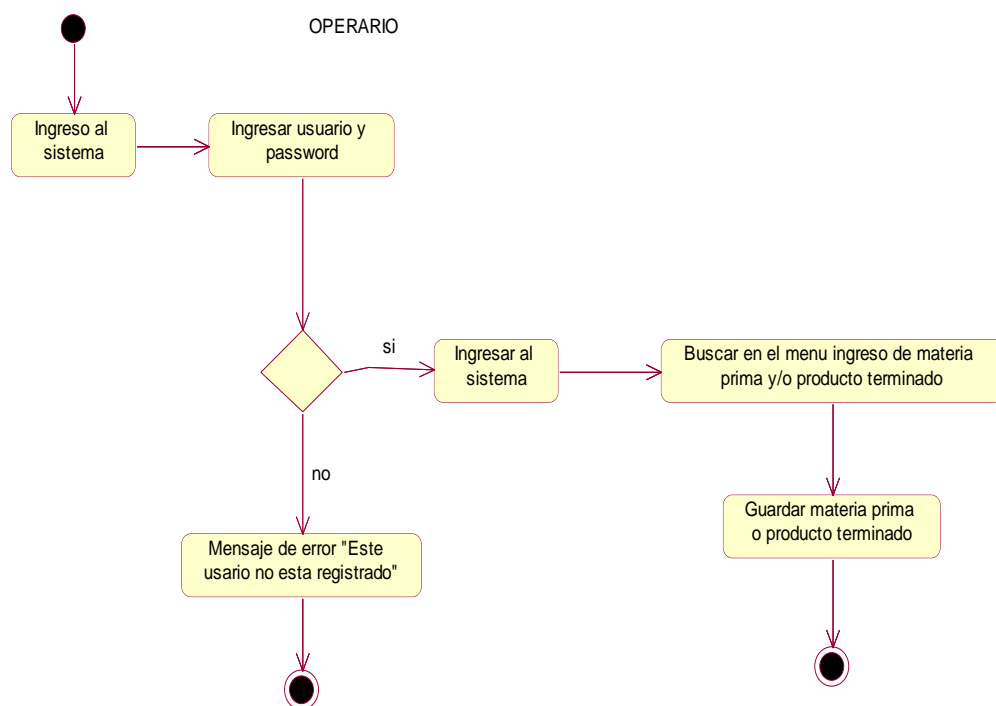 OPERARIO
Ingreso al
sistema
Ingresar usuario y
password
si
Ingresar al
sistema
Buscar en el menu ingreso de materia
prima y/o producto terminado
no
Guardar materia prima
o producto terminado
Mensaje de error "Este
usario no esta registrado"